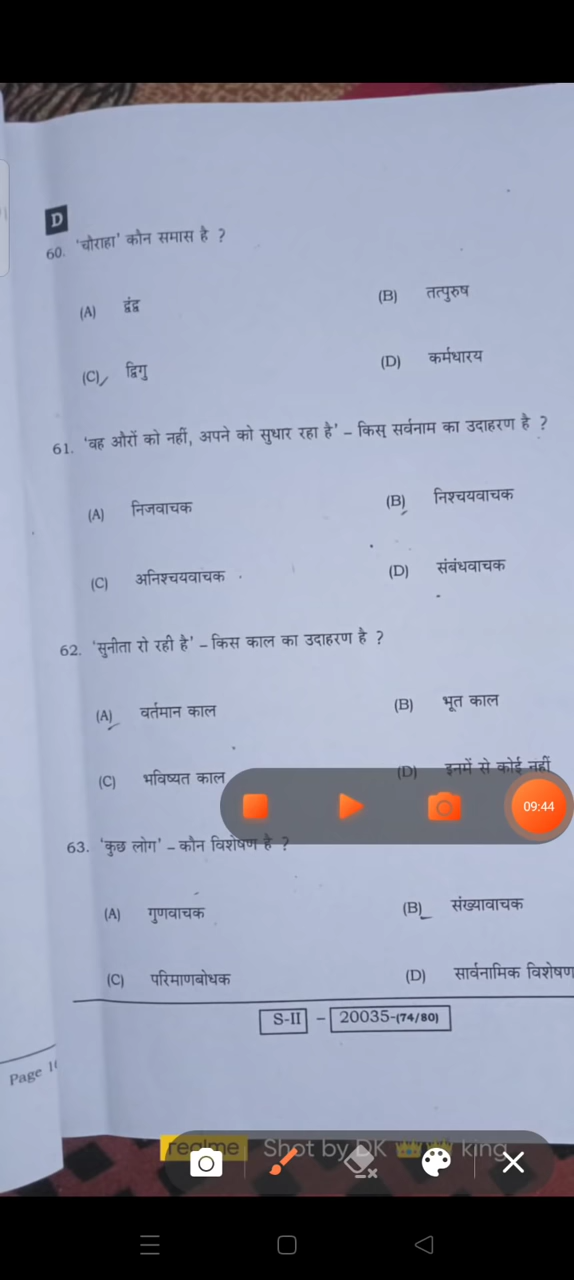 D
60. 'चौराहा' कौन समास है ?
(A) द्वंद्व (B) तत्पुरुष
(C) द्विगु (D) कर्मधारय
61. 'वह औरों को नहीं, अपने को सुधार रहा है' – किस सर्वनाम का उदाहरण है ?
(A) निजवाचक (B) निश्चयवाचक
(C) अनिश्चयवाचक (D) संबंधवाचक
62. 'सुनीता रो रही है' – किस काल का उदाहरण है ?
(A) वर्तमान काल (B) भूत काल
(C) भविष्यत काल (D) इनमें से कोई नहीं
09:44
63. 'कुछ लोग' – कौन विशेषण है ?
(A) गुणवाचक (B) संख्यावाचक
(C) परिमाणबोधक (D) सार्वनामिक विशेषण
S-II – 20035-(74/80)
Page
realme Shot by DK king